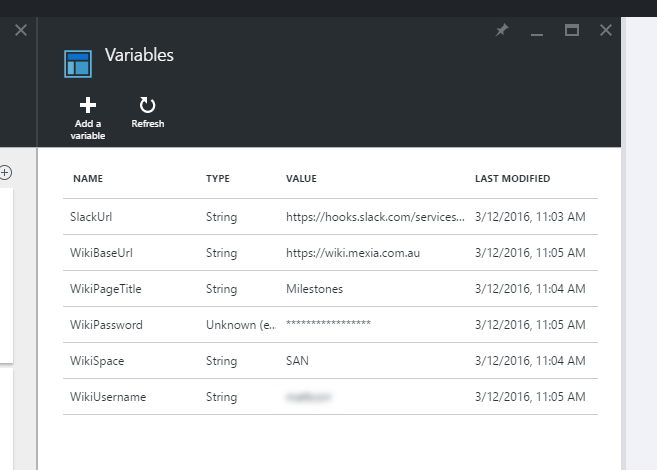 Variables
Add a
variable
Refresh
NAME TYPE VALUE LAST MODIFIED
SlackUrl String https://hooks.slack.com/services... 3/12/2016, 11:03 AM
WikiBaseUrl String https://wiki.mexia.com.au 3/12/2016, 11:05 AM
WikiPageTitle String Milestones 3/12/2016, 11:04 AM
WikiPassword Unknown (e... ***************** 3/12/2016, 11:05 AM
WikiSpace String SAN 3/12/2016, 11:04 AM
WikiUsername String 3/12/2016, 11:05 AM